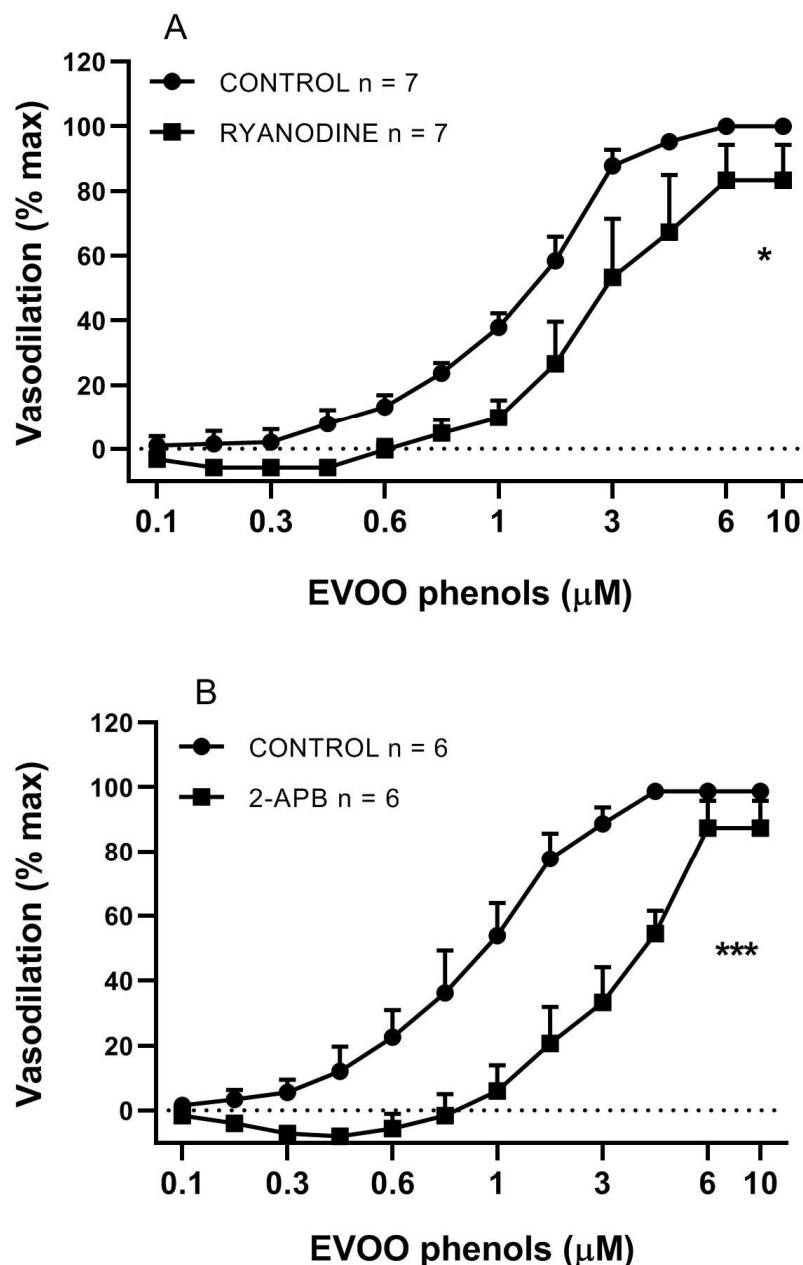 A
CONTROL n = 7
RYANODINE n = 7
120
100
80
60
40
20
0
Vasodilation (% max)
*
0.1 0.3 0.6 1 3 6 10
EVOO phenols (μM)
B
CONTROL n = 6
2-APB n = 6
120
100
80
60
40
20
0
Vasodilation (% max)
***
0.1 0.3 0.6 1 3 6 10
EVOO phenols (μM)